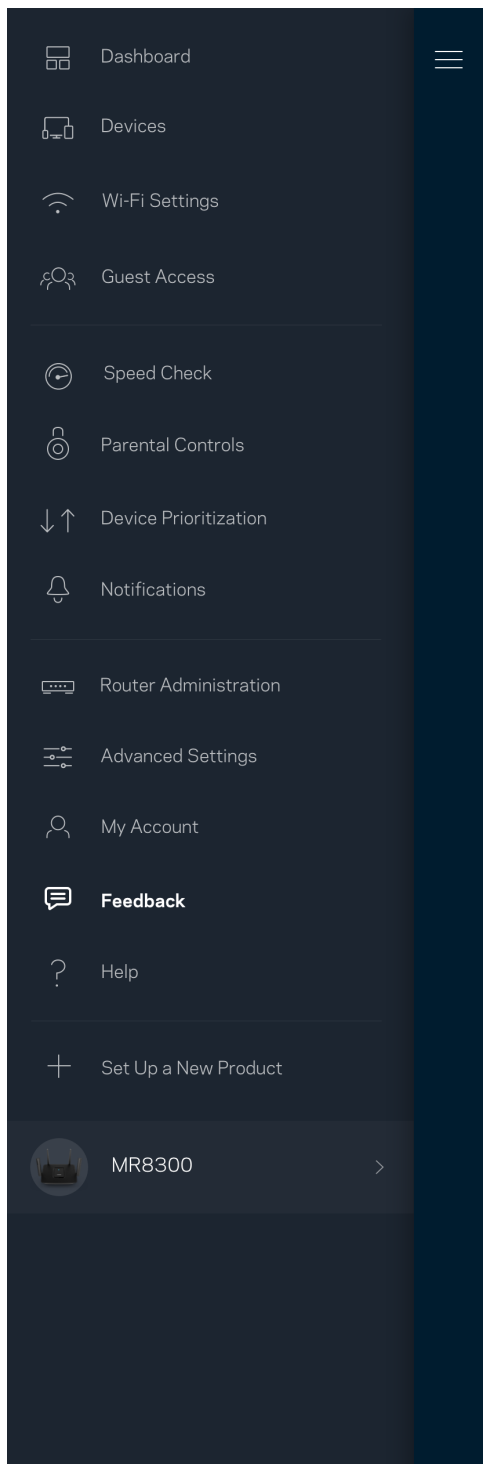 Dashboard
Devices
Wi-Fi Settings
Guest Access
Speed Check
Parental Controls
Device Prioritization
Notifications
Router Administration
Advanced Settings
My Account
Feedback
Help
Set Up a New Product
MR8300